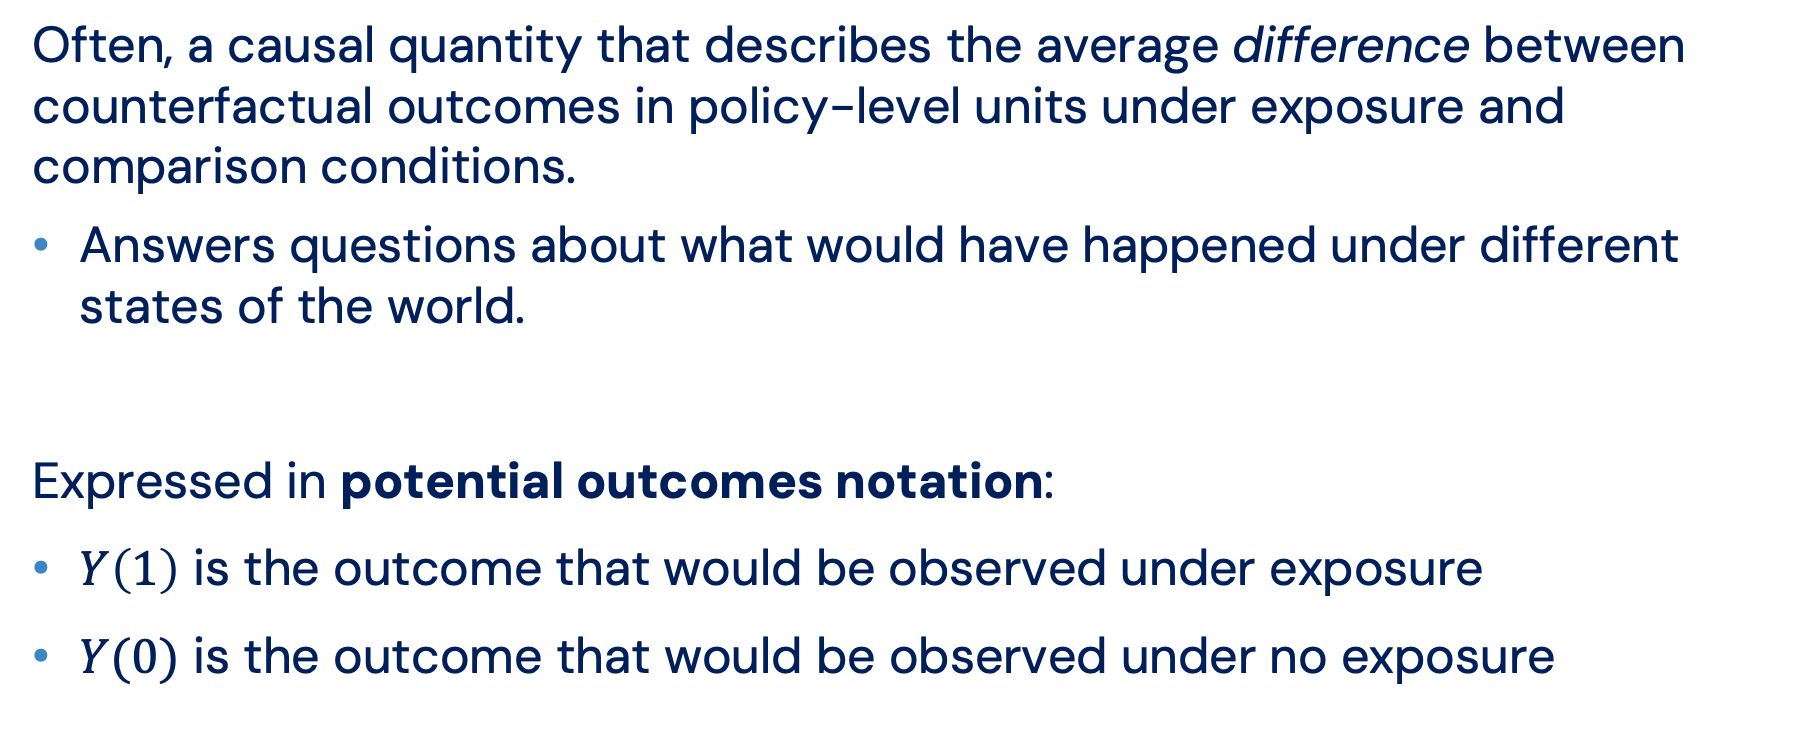 Often, a causal quantity that describes the average difference between
counterfactual outcomes in policy-level units under exposure and
comparison conditions.
• Answers questions about what would have happened under different
states of the world.
Expressed in potential outcomes notation:
• Y(1) is the outcome that would be observed under exposure
• Y(0) is the outcome that would be observed under no exposure